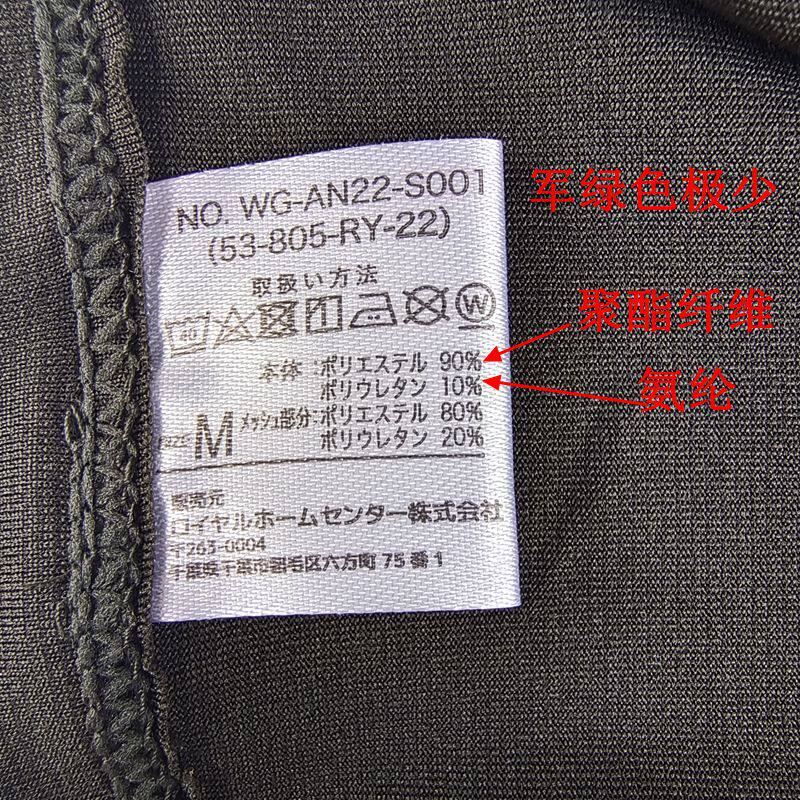 NO. WG-AN22-S001
(53-805-RY-22)
取扱い方法
40
W
本体:ポリエステル 90%
ポリウレタン 10%
メッシュ部分:ポリエステル 80%
ポリウレタン 20%
SIZE M
販売元
ロイヤルホームセンター株式会社
〒263-0004
千葉県千葉市稲毛区六方町 75 番 1
军绿色极少
聚酯纤维
氨纶